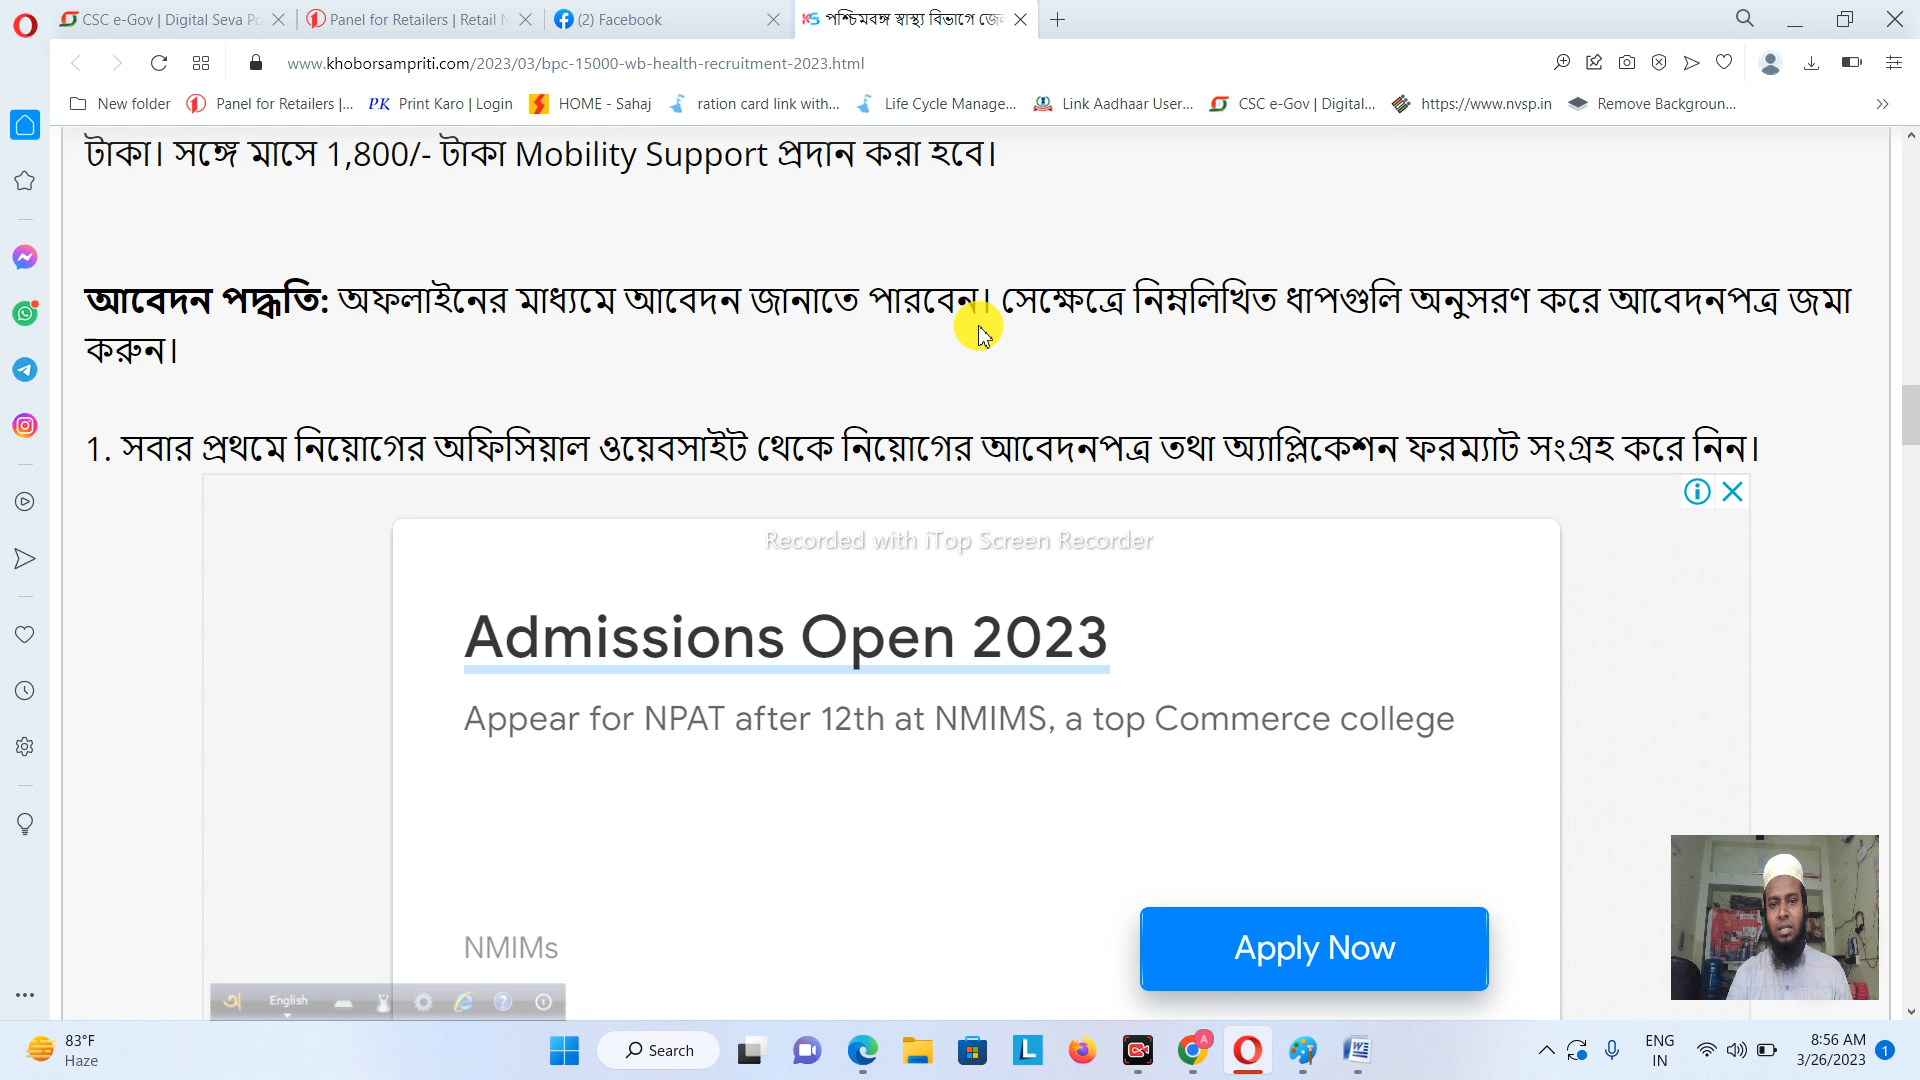 CSC e-Gov | Digital Seva Po
Panel for Retailers | Retail N
(2) Facebook
পশ্চিমবঙ্গ স্বাস্থ্য বিভাগে জে
www.khoborsampriti.com/2023/03/bpc-15000-wb-health-recruitment-2023.html
New folder
Panel for Retailers |...
PK Print Karo | Login
HOME - Sahaj
ration card link with...
Life Cycle Manage...
Link Aadhaar User...
CSC e-Gov | Digital...
https://www.nvsp.in
Remove Backgroun...
টাকা। সঙ্গে মাসে 1,800/- টাকা Mobility Support প্রদান করা হবে।
আবেদন পদ্ধতি: অফলাইনের মাধ্যমে আবেদন জানাতে পারবেন। সেক্ষেত্রে নিম্নলিখিত ধাপগুলি অনুসরণ করে আবেদনপত্র জমা
করুন।
1. সবার প্রথমে নিয়োগের অফিসিয়াল ওয়েবসাইট থেকে নিয়োগের আবেদনপত্র তথা অ্যাপ্লিকেশন ফরম্যাট সংগ্রহ করে নিন।
Recorded with iTop Screen Recorder
Admissions Open 2023
Appear for NPAT after 12th at NMIMS, a top Commerce college
NMIMs
Apply Now
English
83°F
Haze
Search
ENG
IN
8:56 AM
3/26/2023
1